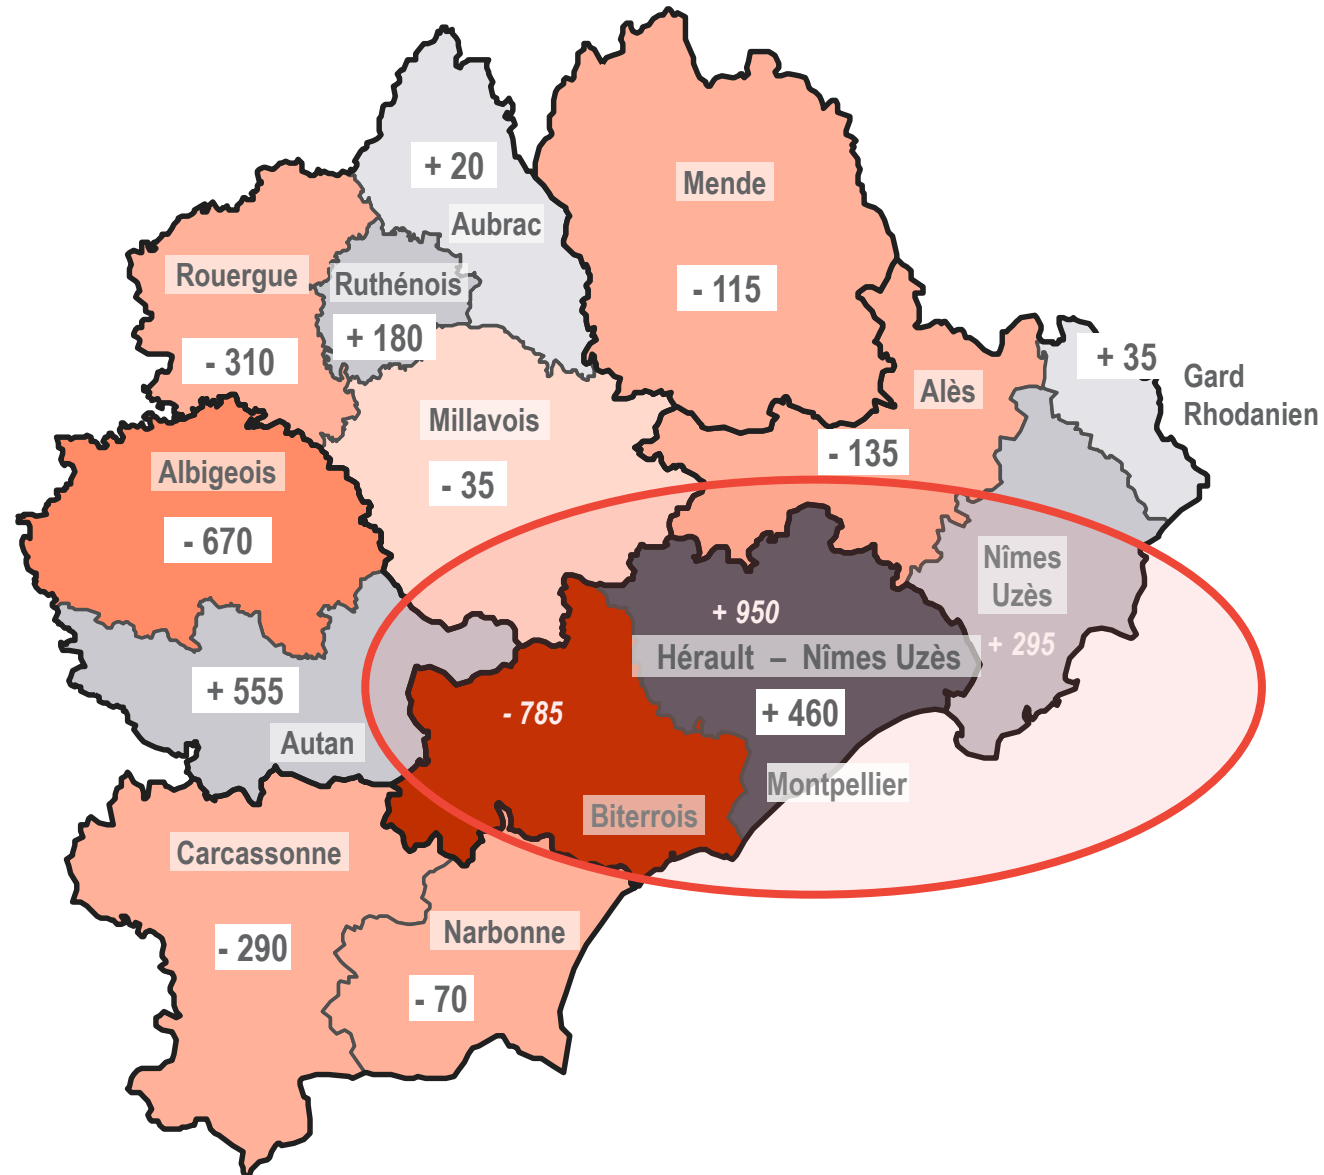 + 20
Aubrac
Mende
- 115
Rouergue
- 310
Ruthénois
+ 180
+ 35
Gard
Rhodanien
Alès
- 135
Millavois
- 35
Albigeois
- 670
Nîmes
Uzès
+ 295
+ 950
Hérault – Nîmes Uzès
+ 460
- 785
+ 555
Autan
Montpellier
Biterrois
Carcassonne
- 290
Narbonne
- 70